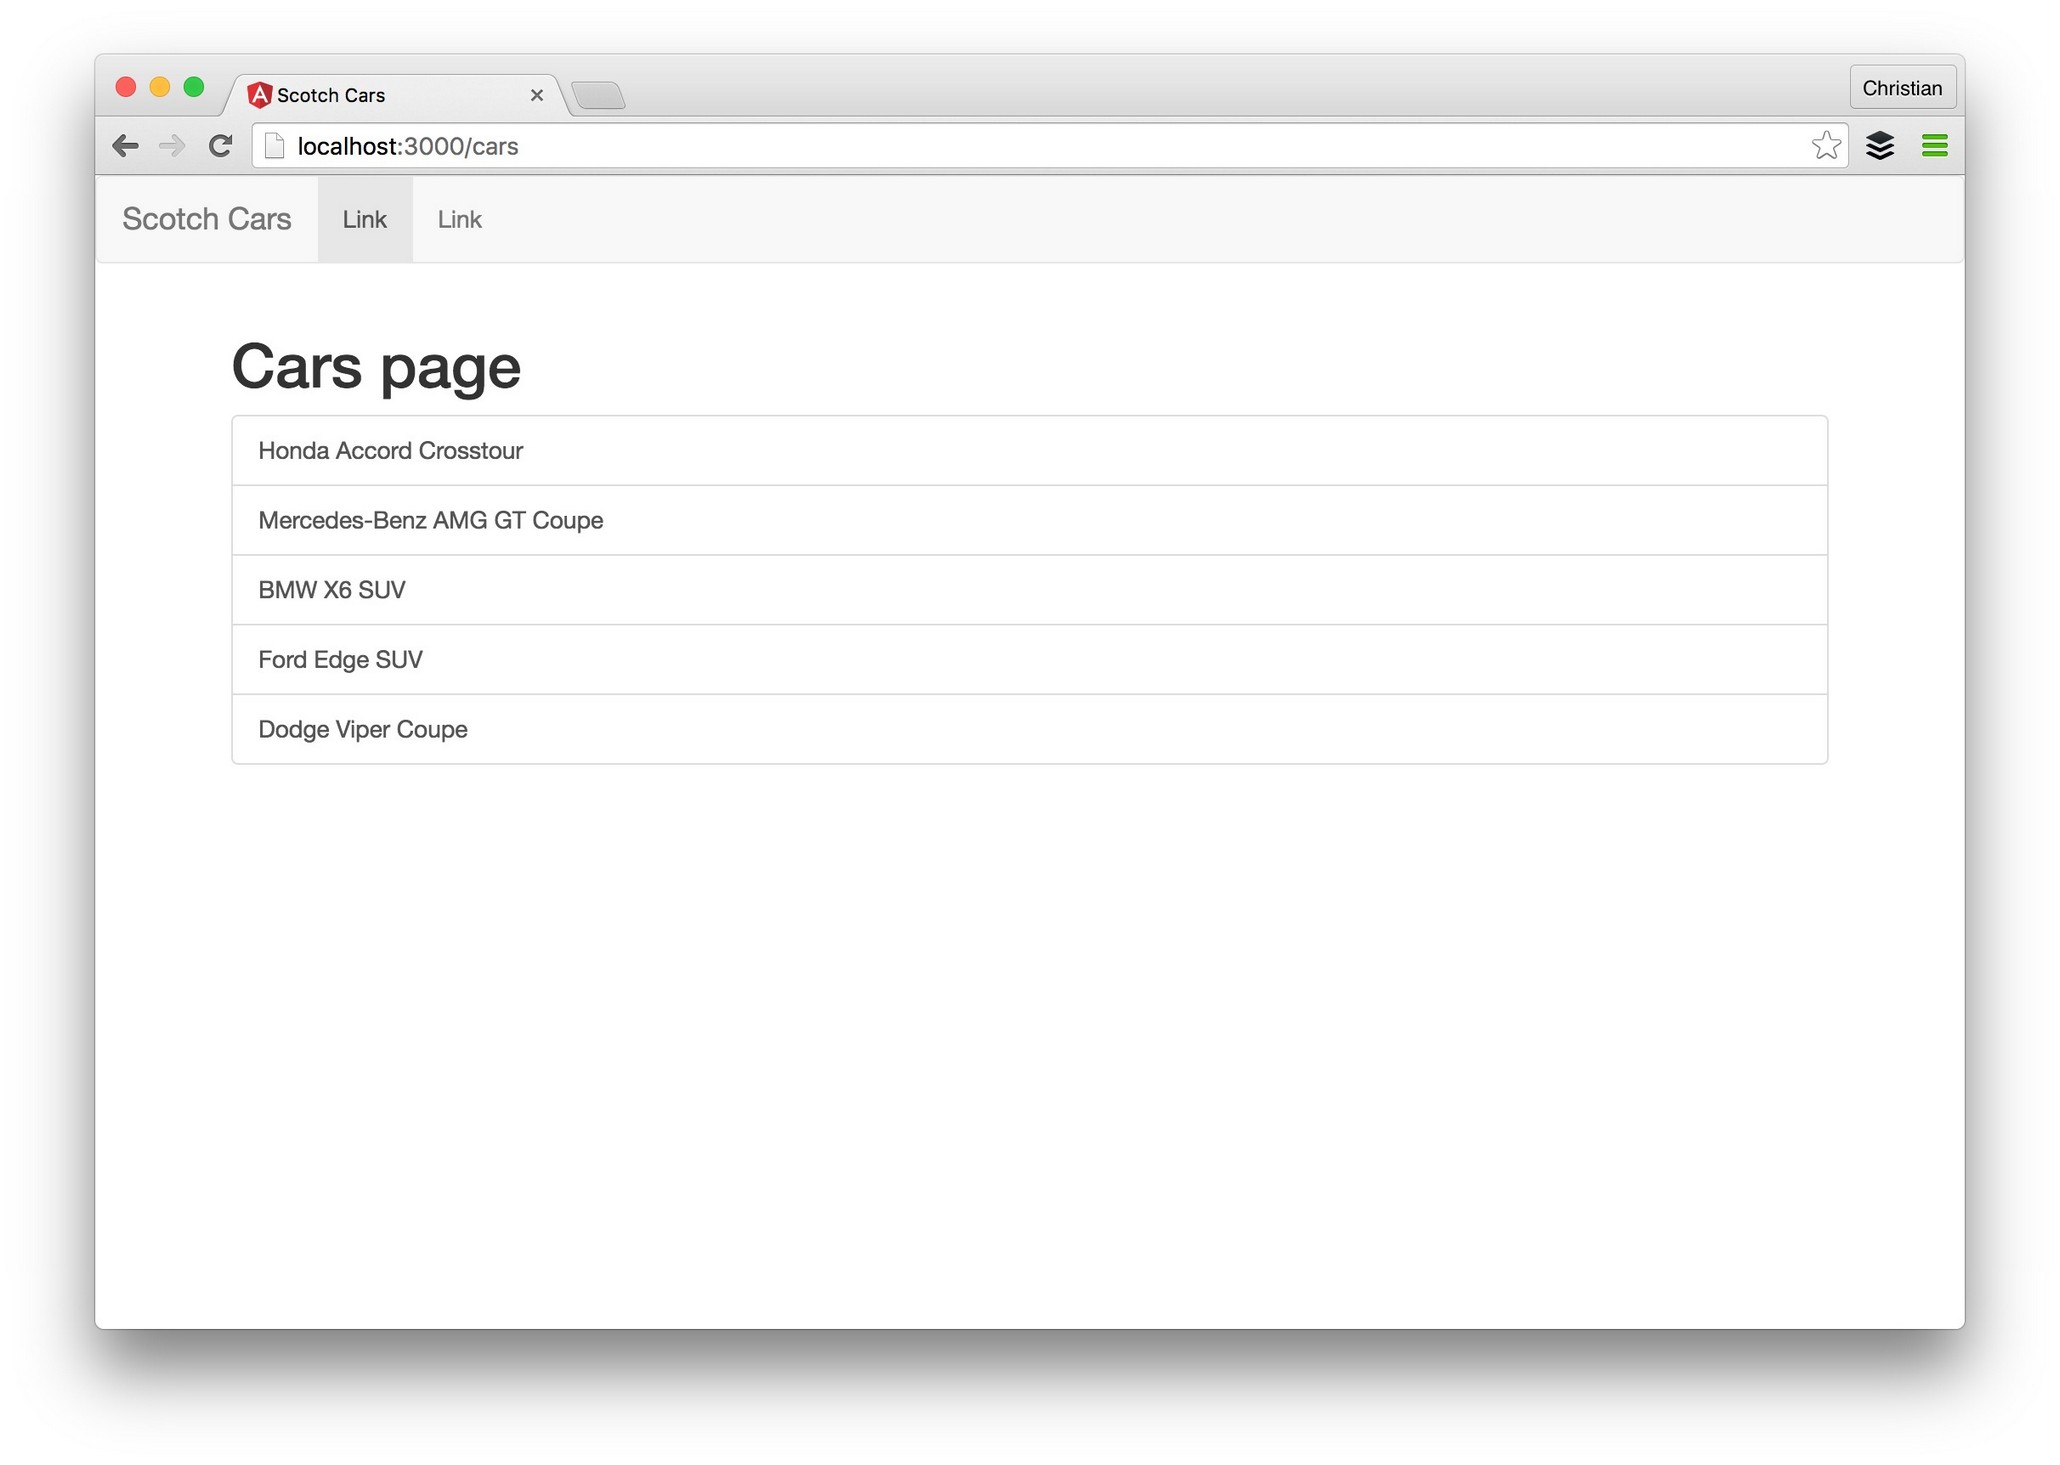 Scotch Cars
Christian
localhost:3000/cars
Scotch Cars Link Link
Cars page
Honda Accord Crosstour
Mercedes-Benz AMG GT Coupe
BMW X6 SUV
Ford Edge SUV
Dodge Viper Coupe